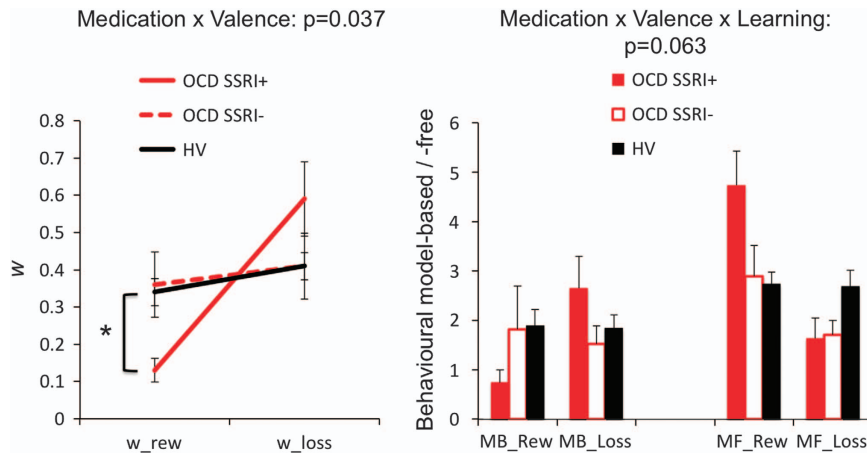 Medication x Valence: p=0.037
OCD SSRI+
OCD SSRI-
HV
0.8
0.7
0.6
0.5
0.4
0.3
0.2
0.1
0
w
*
w_rew
w_loss
Medication x Valence x Learning:
p=0.063
OCD SSRI+
OCD SSRI-
HV
Behavioural model-based / -free
6
5
4
3
2
1
0
MB_Rew
MB_Loss
MF_Rew
MF_Loss